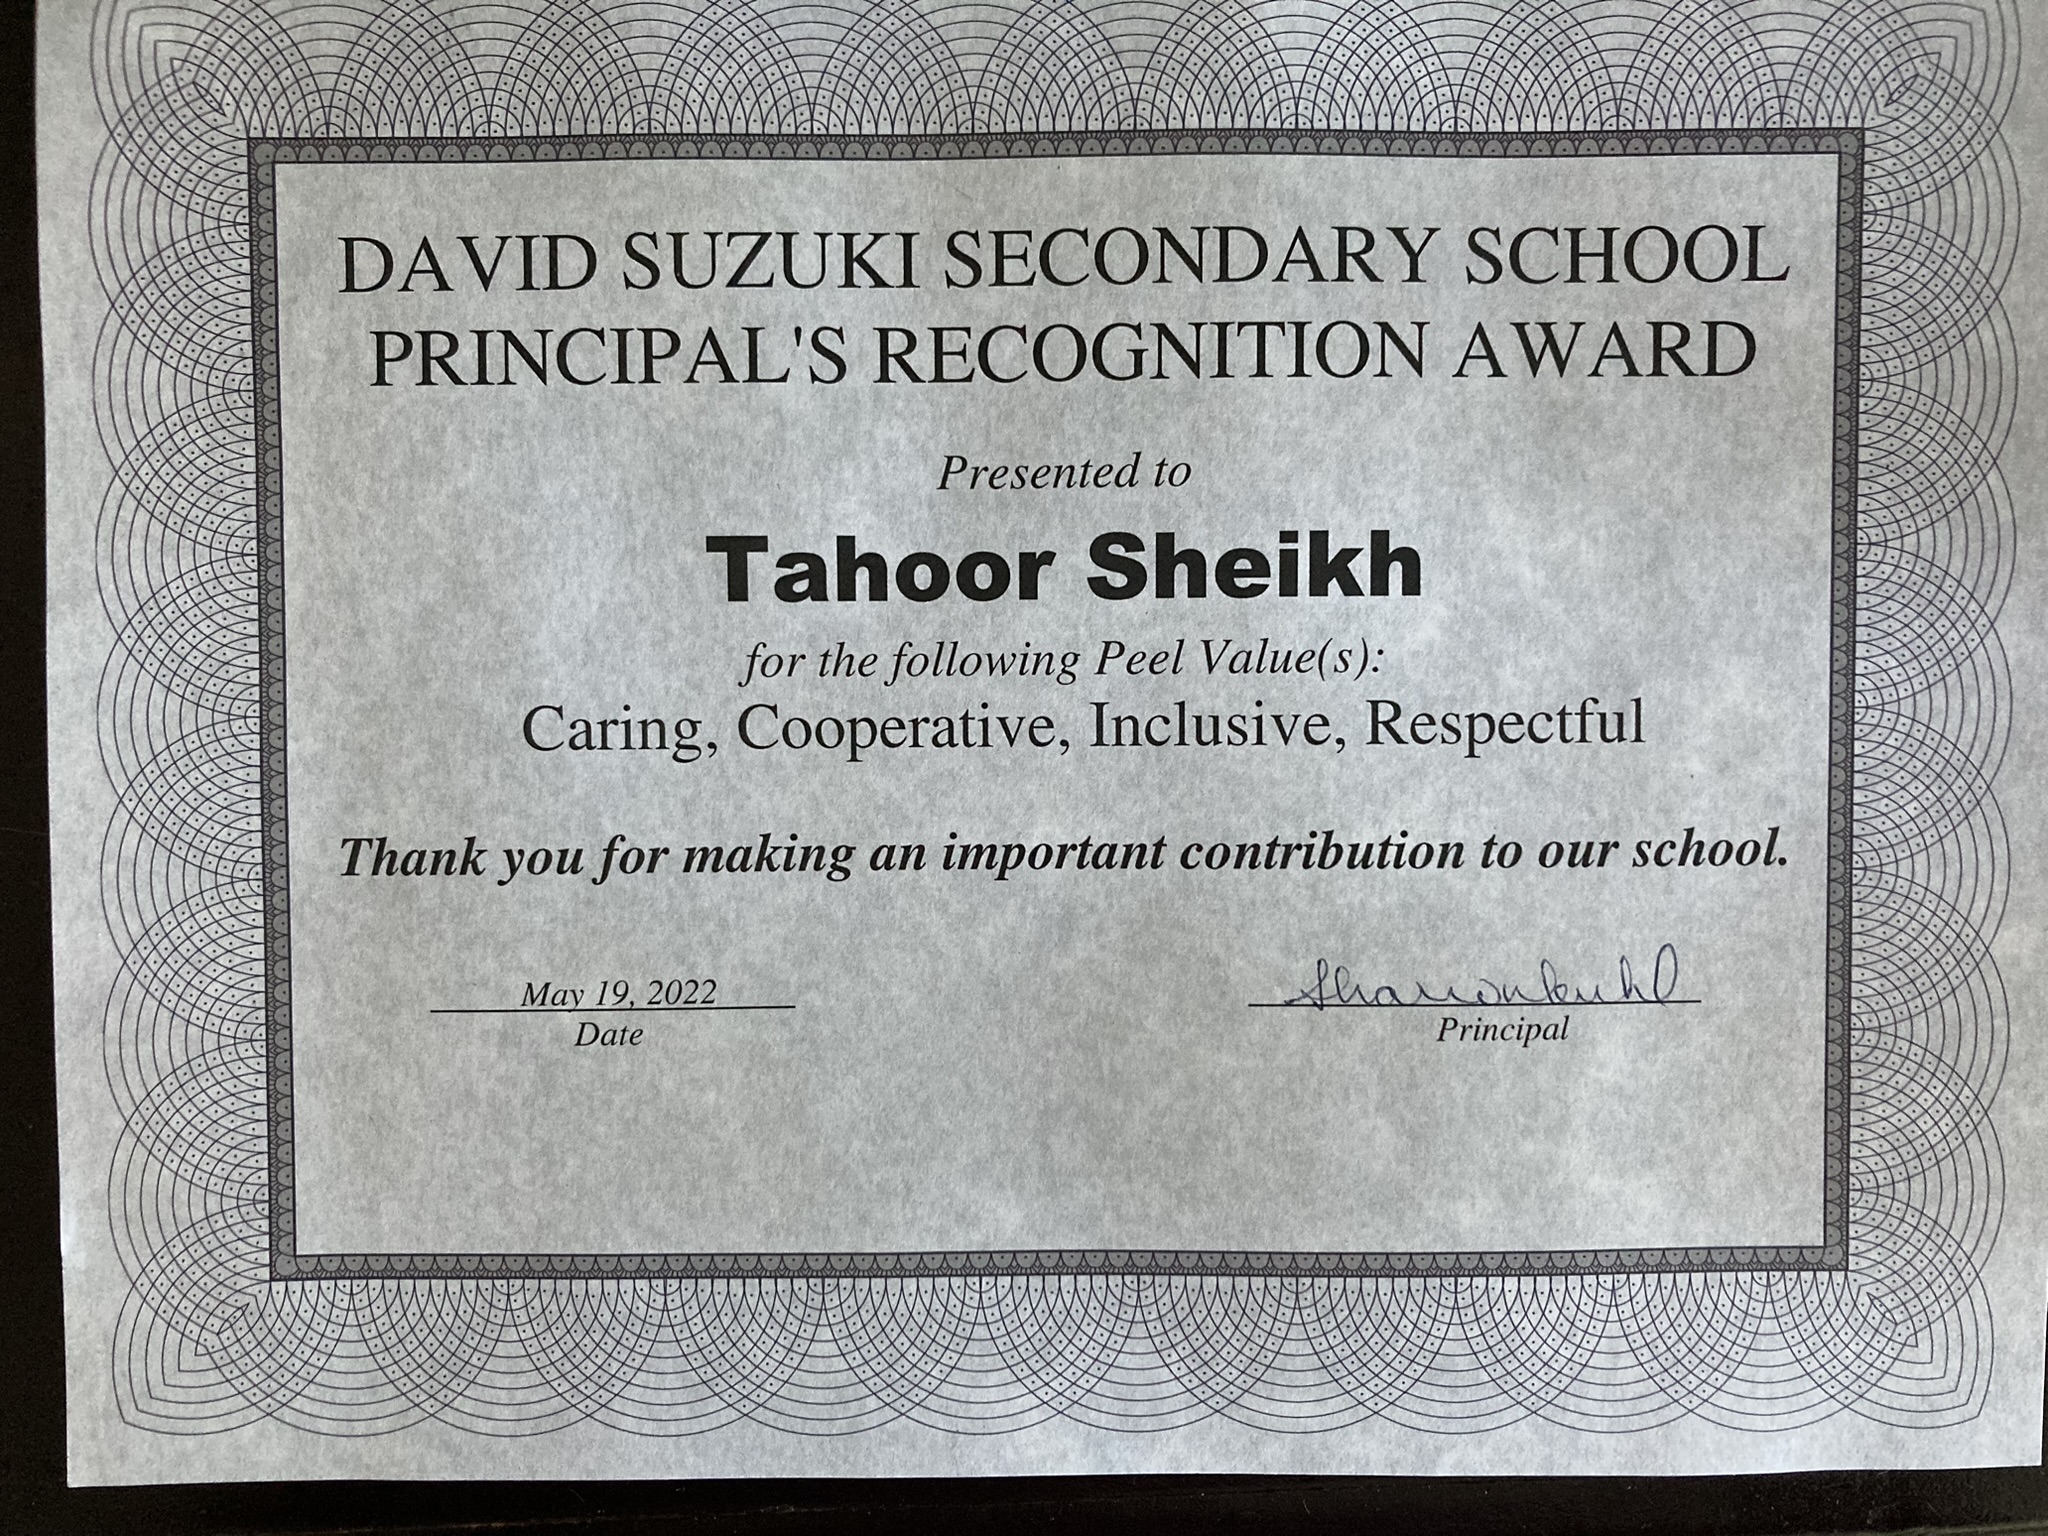 DAVID SUZUKI SECONDARY SCHOOL
PRINCIPAL'S RECOGNITION AWARD
Presented to
Tahoor Sheikh
for the following Peel Value(s):
Caring, Cooperative, Inclusive, Respectful
Thank you for making an important contribution to our school.
May 19, 2022
Date
Principal